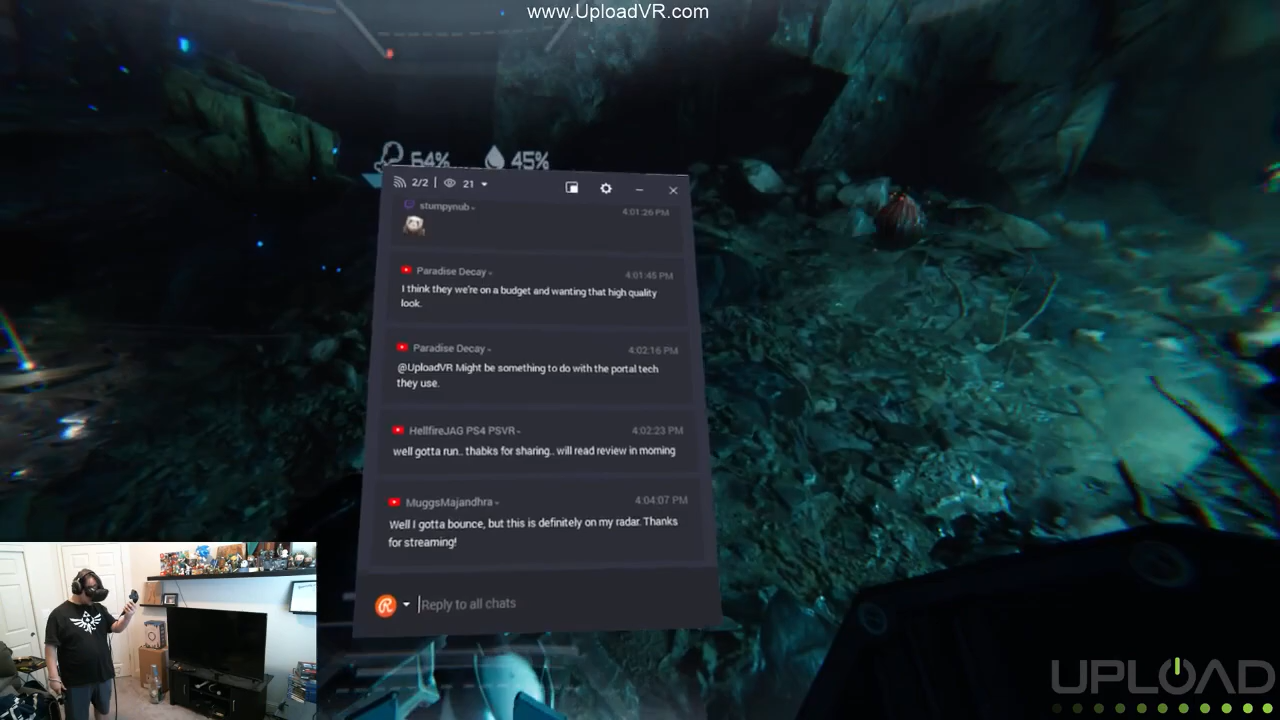 www.UploadVR.com
64% 45%
2/2 | 21
stumpynub
4:01:26 PM
Paradise Decay
4:01:45 PM
I think they we're on a budget and wanting that high quality
look.
Paradise Decay
4:02:16 PM
@UploadVR Might be something to do with the portal tech
they use.
HellfireJAG PS4 PSVR
4:02:23 PM
well gotta run.. thabks for sharing.. will read review in morning
MuggsMajandhra
4:04:07 PM
Well I gotta bounce, but this is definitely on my radar. Thanks
for streaming!
Reply to all chats
UPLOAD